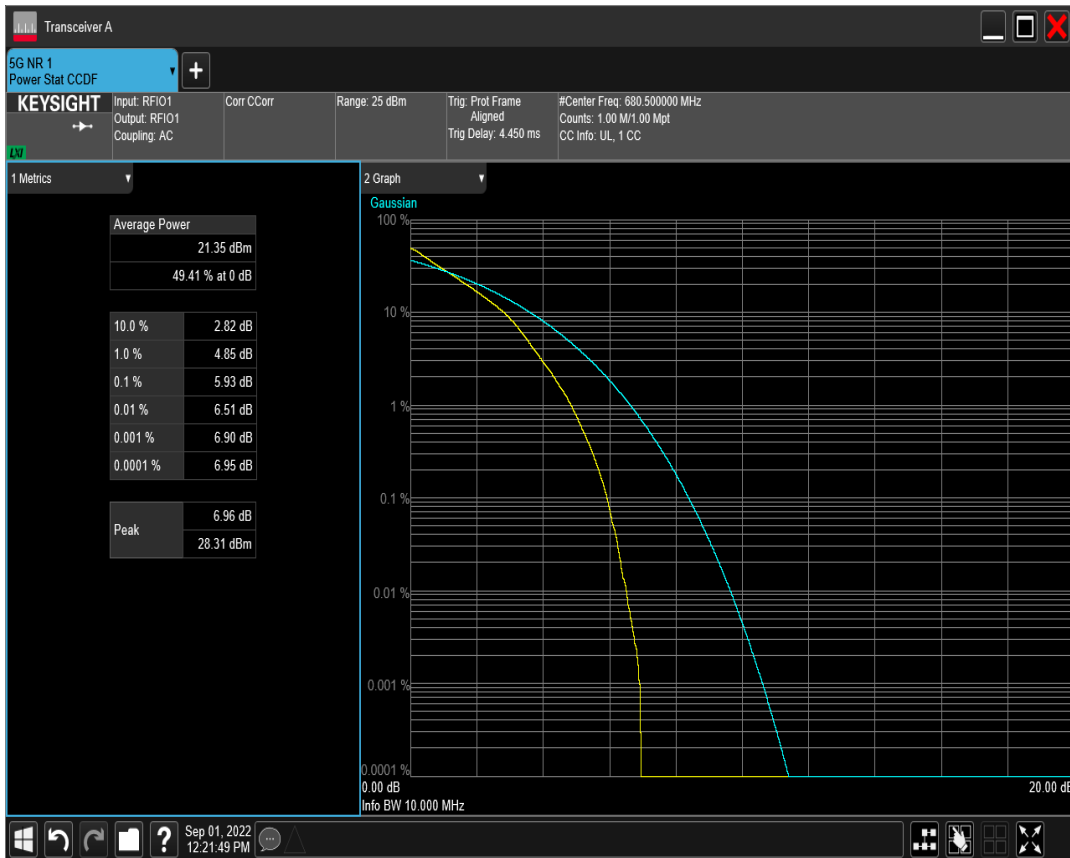 Transceiver A
5G NR 1
Power Stat CCDF
KEYSIGHT
LXI
Input: RFIO1
Output: RFIO1
Coupling: AC
Corr CCorr
Range: 25 dBm
Trig: Prot Frame
Aligned
Trig Delay: 4.450 ms
#Center Freq: 680.500000 MHz
Counts: 1.00 M/1.00 Mpt
CC Info: UL, 1 CC
1 Metrics
Average Power
21.35 dBm
49.41 % at 0 dB
10.0 % 2.82 dB
1.0 % 4.85 dB
0.1 % 5.93 dB
0.01 % 6.51 dB
0.001 % 6.90 dB
0.0001 % 6.95 dB
Peak 6.96 dB
28.31 dBm
2 Graph
Gaussian
100 %
10 %
1 %
0.1 %
0.01 %
0.001 %
0.0001 %
0.00 dB 20.00 dB
Info BW 10.000 MHz
Sep 01, 2022
12:21:49 PM